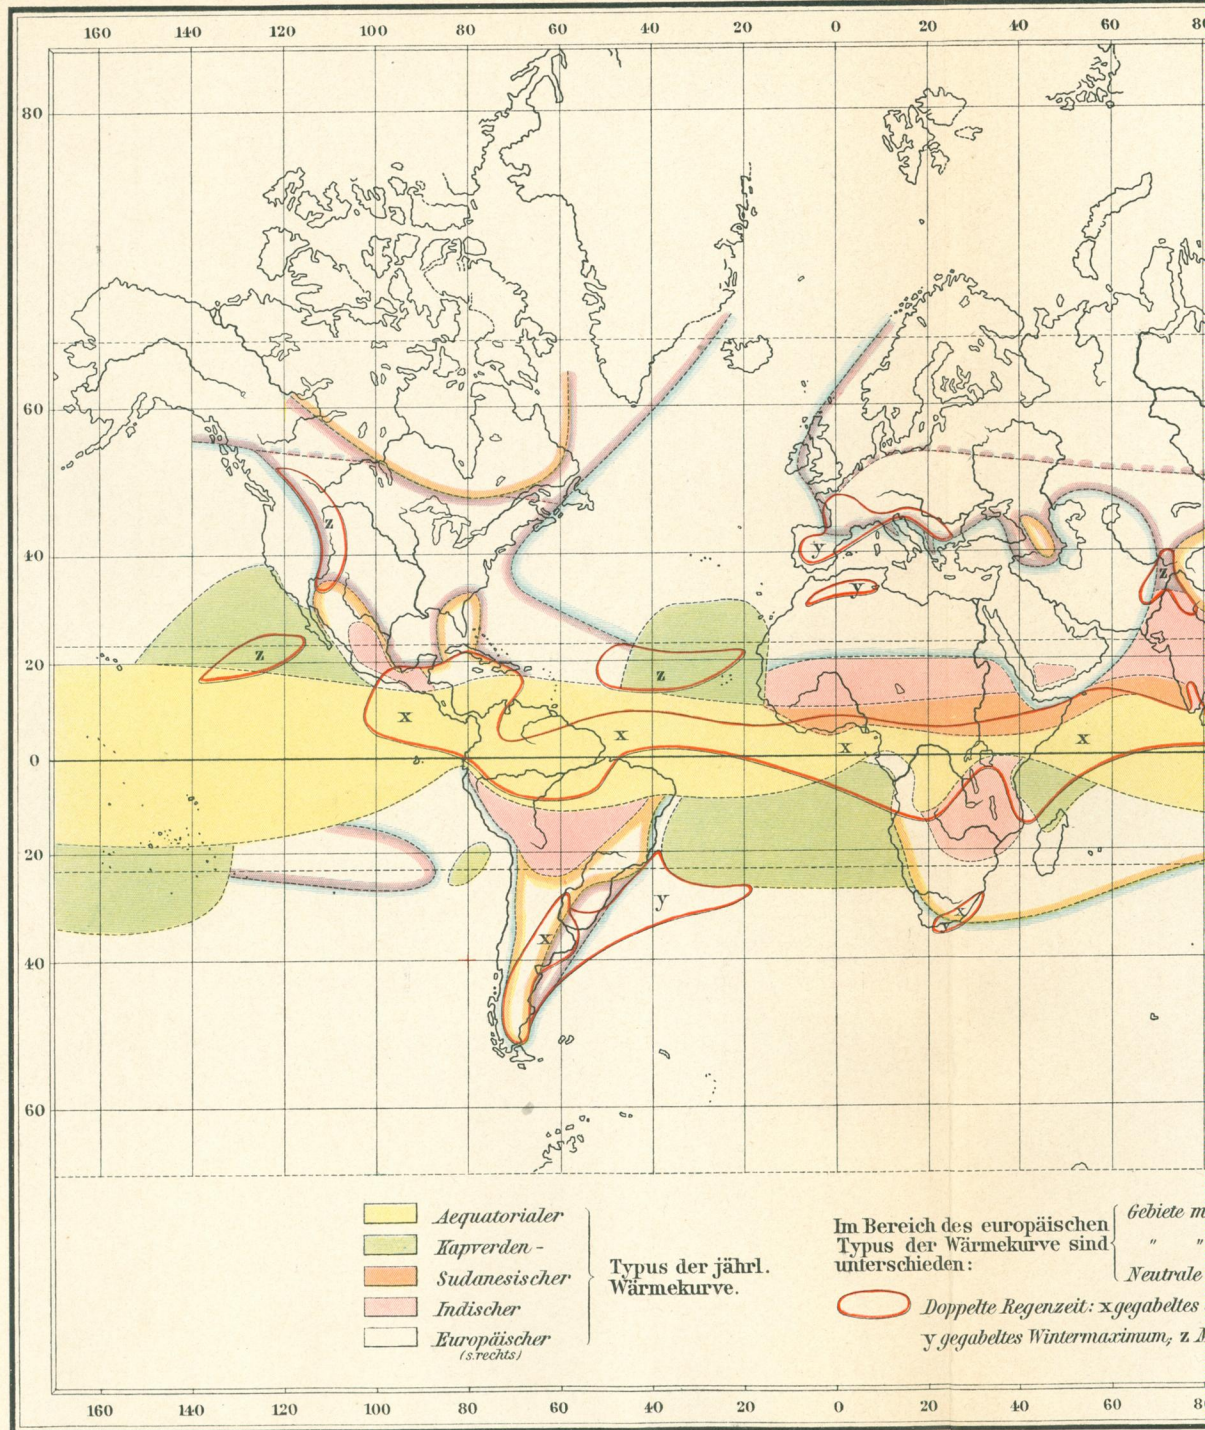 160 140 120 100 80 60 40 20 0 20 40 60 80
80
60
z
y
40
z
y
z
z
20
x
x
x
x
0
20
y
x
x
40
60
Aequatorialer
Kapverden-
Sudanesischer
Indischer
Europäischer
(s. rechts)
Typus der jährl.
Wärmekurve.
Im Bereich des europäischen
Typus der Wärmekurve sind
unterschieden:
Gebiete m
" "
Neutrale
Doppelte Regenzeit: x gegabeltes
y gegabeltes Wintermaximum; z
160 140 120 100 80 60 40 20 0 20 40 60 80